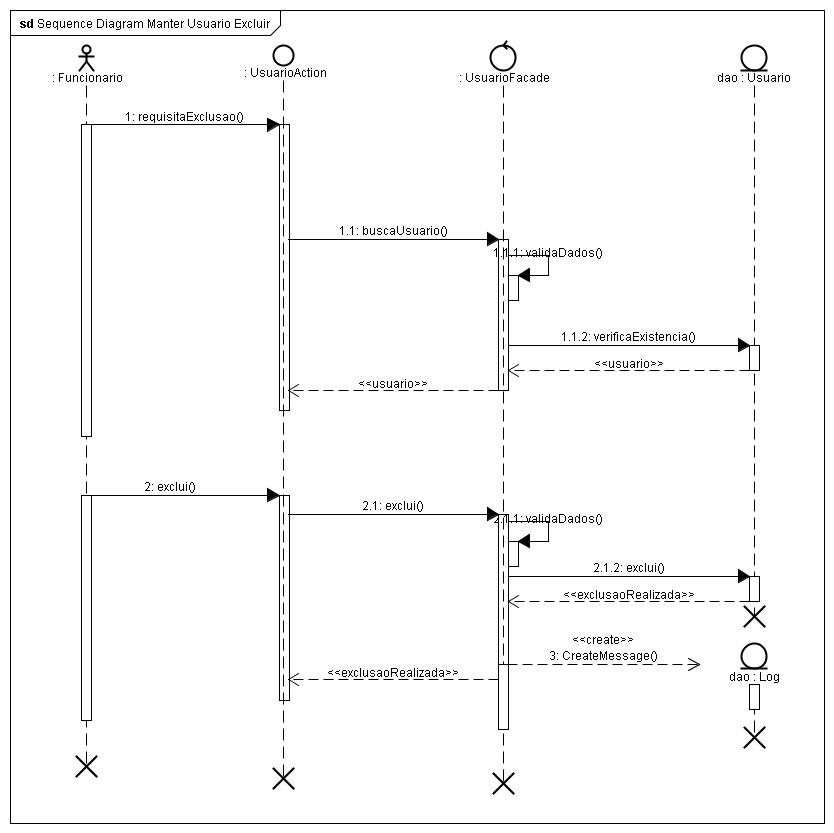 sd Sequence Diagram Manter Usuario Excluir
: Funcionario
: UsuarioAction
: UsuarioFacade
dao : Usuario
1: requisitaExclusao()
1.1: buscaUsuario()
1.1.1: validaDados()
1.1.2: verificaExistencia()
<<usuario>>
<<usuario>>
2: exclui()
2.1: exclui()
2.1.1: validaDados()
2.1.2: exclui()
<<exclusaoRealizada>>
<<create>>
3: CreateMessage()
<<exclusaoRealizada>>
dao : Log